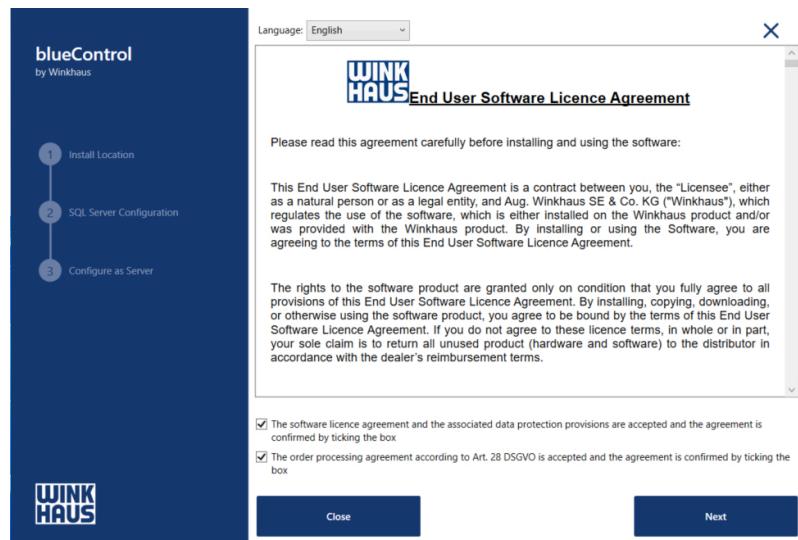 blueControl
by Winkhaus
1 Install Location
2 SQL Server Configuration
3 Configure as Server
WINK
HAUS
Language: English
WINK
HAUS End User Software Licence Agreement
Please read this agreement carefully before installing and using the software:
This End User Software Licence Agreement is a contract between you, the “Licensee”, either
as a natural person or as a legal entity, and Aug. Winkhaus SE & Co. KG ("Winkhaus"), which
regulates the use of the software, which is either installed on the Winkhaus product and/or
was provided with the Winkhaus product. By installing or using the Software, you are
agreeing to the terms of this End User Software Licence Agreement.
The rights to the software product are granted only on condition that you fully agree to all
provisions of this End User Software Licence Agreement. By installing, copying, downloading,
or otherwise using the software product, you agree to be bound by the terms of this End User
Software Licence Agreement. If you do not agree to these licence terms, in whole or in part,
your sole claim is to return all unused product (hardware and software) to the distributor in
accordance with the dealer’s reimbursement terms.
The software licence agreement and the associated data protection provisions are accepted and the agreement is
confirmed by ticking the box
The order processing agreement according to Art. 28 DSGVO is accepted and the agreement is confirmed by ticking the
box
Close
Next